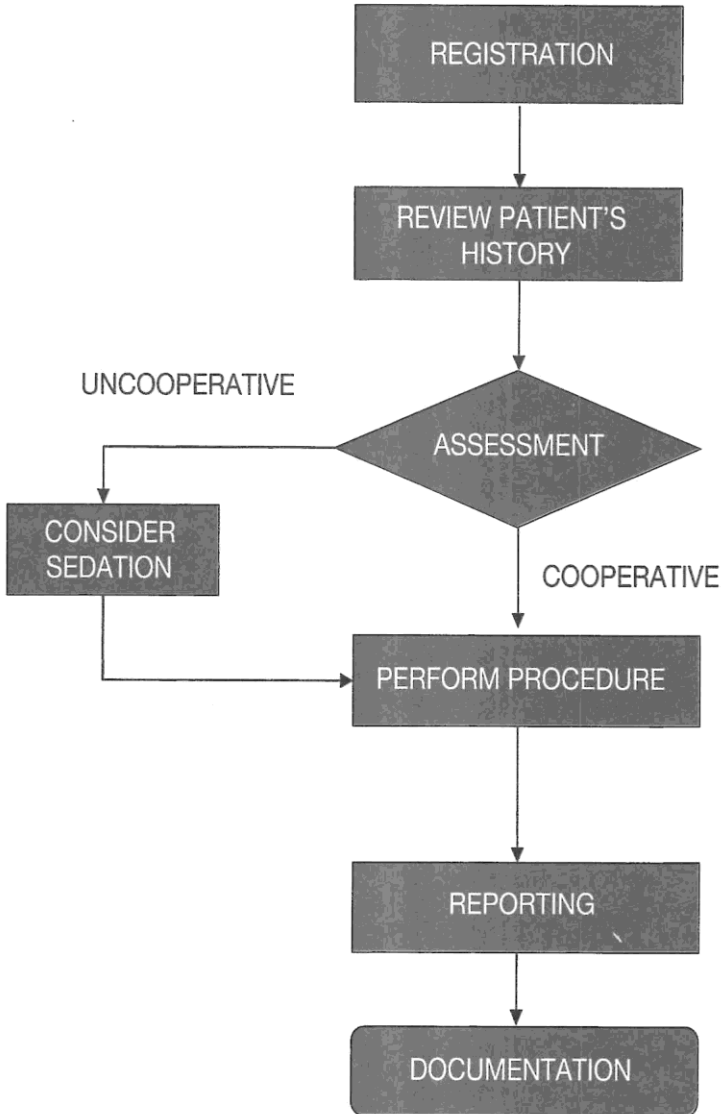 REGISTRATION
REVIEW PATIENT'S
HISTORY
UNCOOPERATIVE
ASSESSMENT
CONSIDER
SEDATION
COOPERATIVE
PERFORM PROCEDURE
REPORTING
DOCUMENTATION